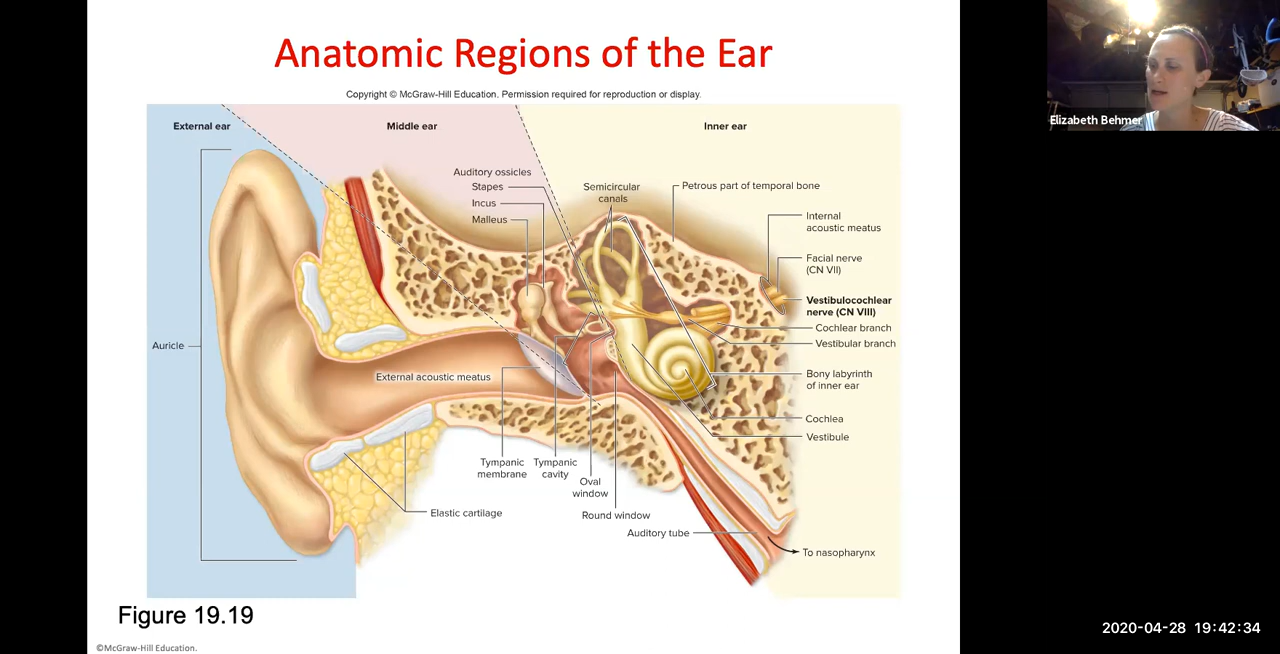 Anatomic Regions of the Ear
Copyright © McGraw-Hill Education. Permission required for reproduction or display.
External ear
Middle ear
Inner ear
Auditory ossicles
Stapes
Incus
Malleus
Semicircular
canals
Petrous part of temporal bone
Internal
acoustic meatus
Facial nerve
(CN VII)
Vestibulocochlear
nerve (CN VIII)
Cochlear branch
Vestibular branch
Auricle
External acoustic meatus
Bony labyrinth
of inner ear
Cochlea
Vestibule
Tympanic
membrane
Tympanic
cavity
Oval
window
Round window
Elastic cartilage
Auditory tube
To nasopharynx
Figure 19.19
©McGraw-Hill Education.
Elizabeth Behmer
2020-04-28 19:42:34